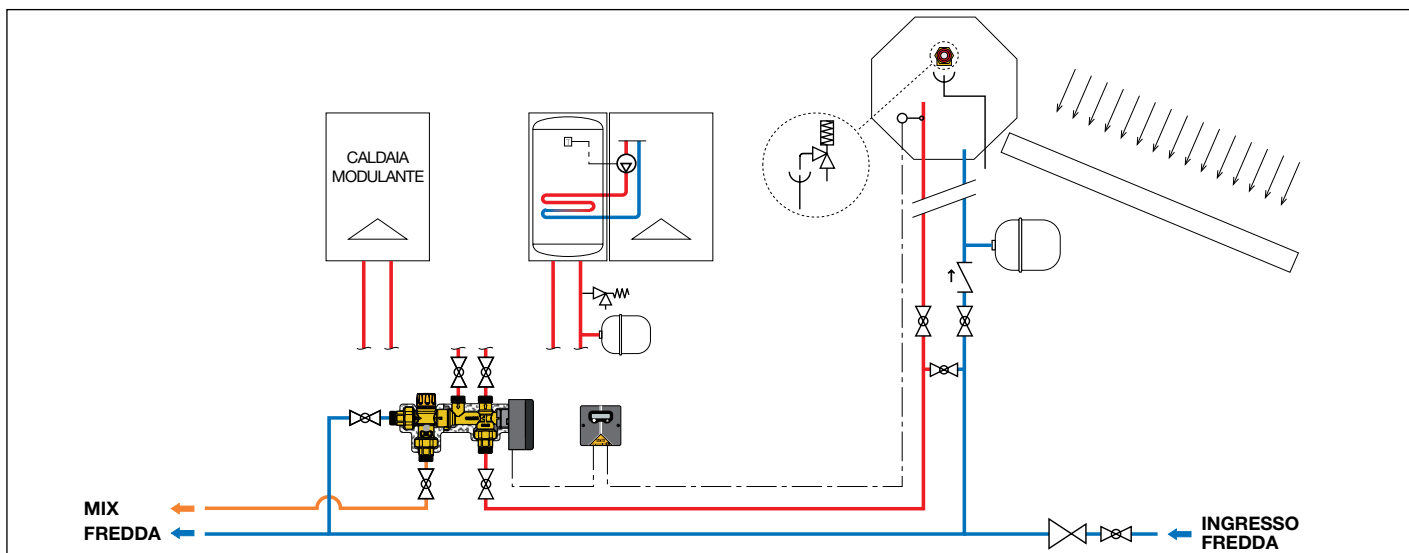 CALDAIA
MODULANTE
MIX
FREDDA
INGRESSO
FREDDA